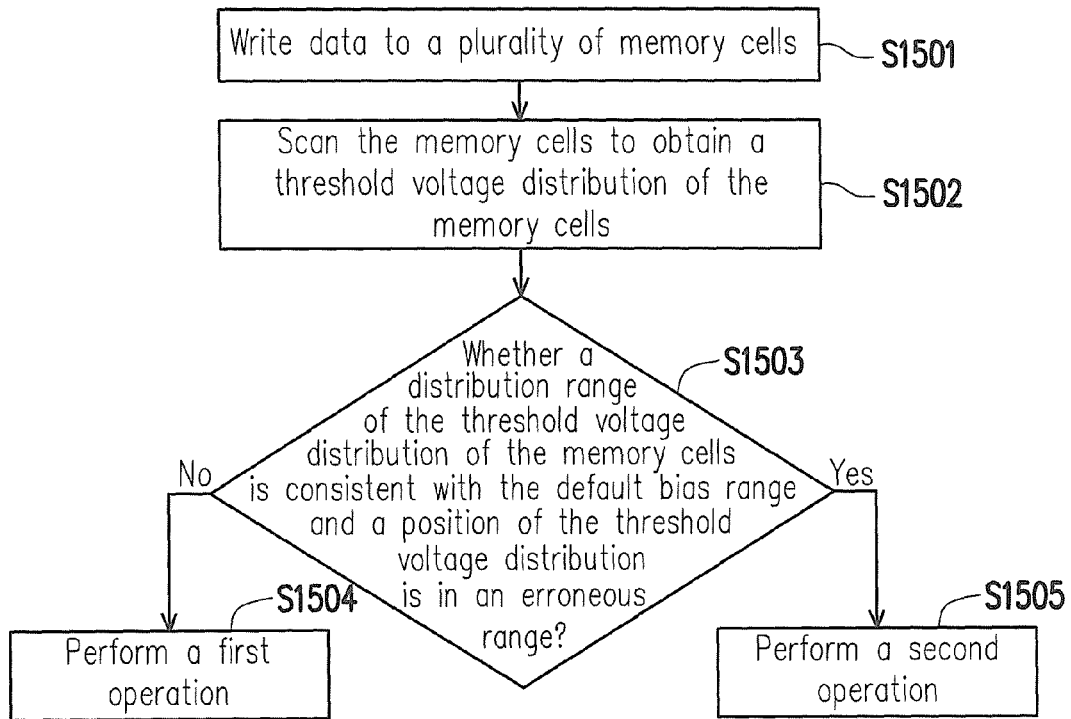 Write data to a plurality of memory cells
S1501
Scan the memory cells to obtain a
threshold voltage distribution of the
memory cells
S1502
Whether a
distribution range
of the threshold voltage
distribution of the memory cells
is consistent with the default bias range
and a position of the threshold
voltage distribution
is in an erroneous
range?
S1503
No
Yes
S1504
Perform a first
operation
S1505
Perform a second
operation